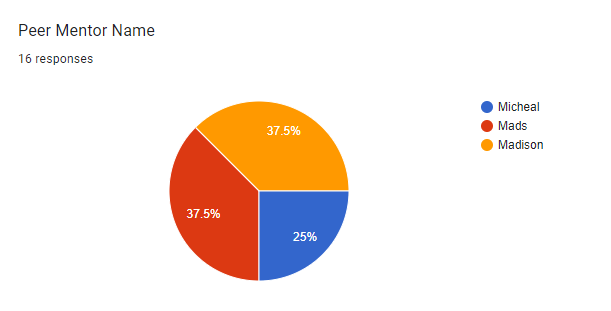 Peer Mentor Name
16 responses
37.5%
37.5%
25%
Micheal
Mads
Madison